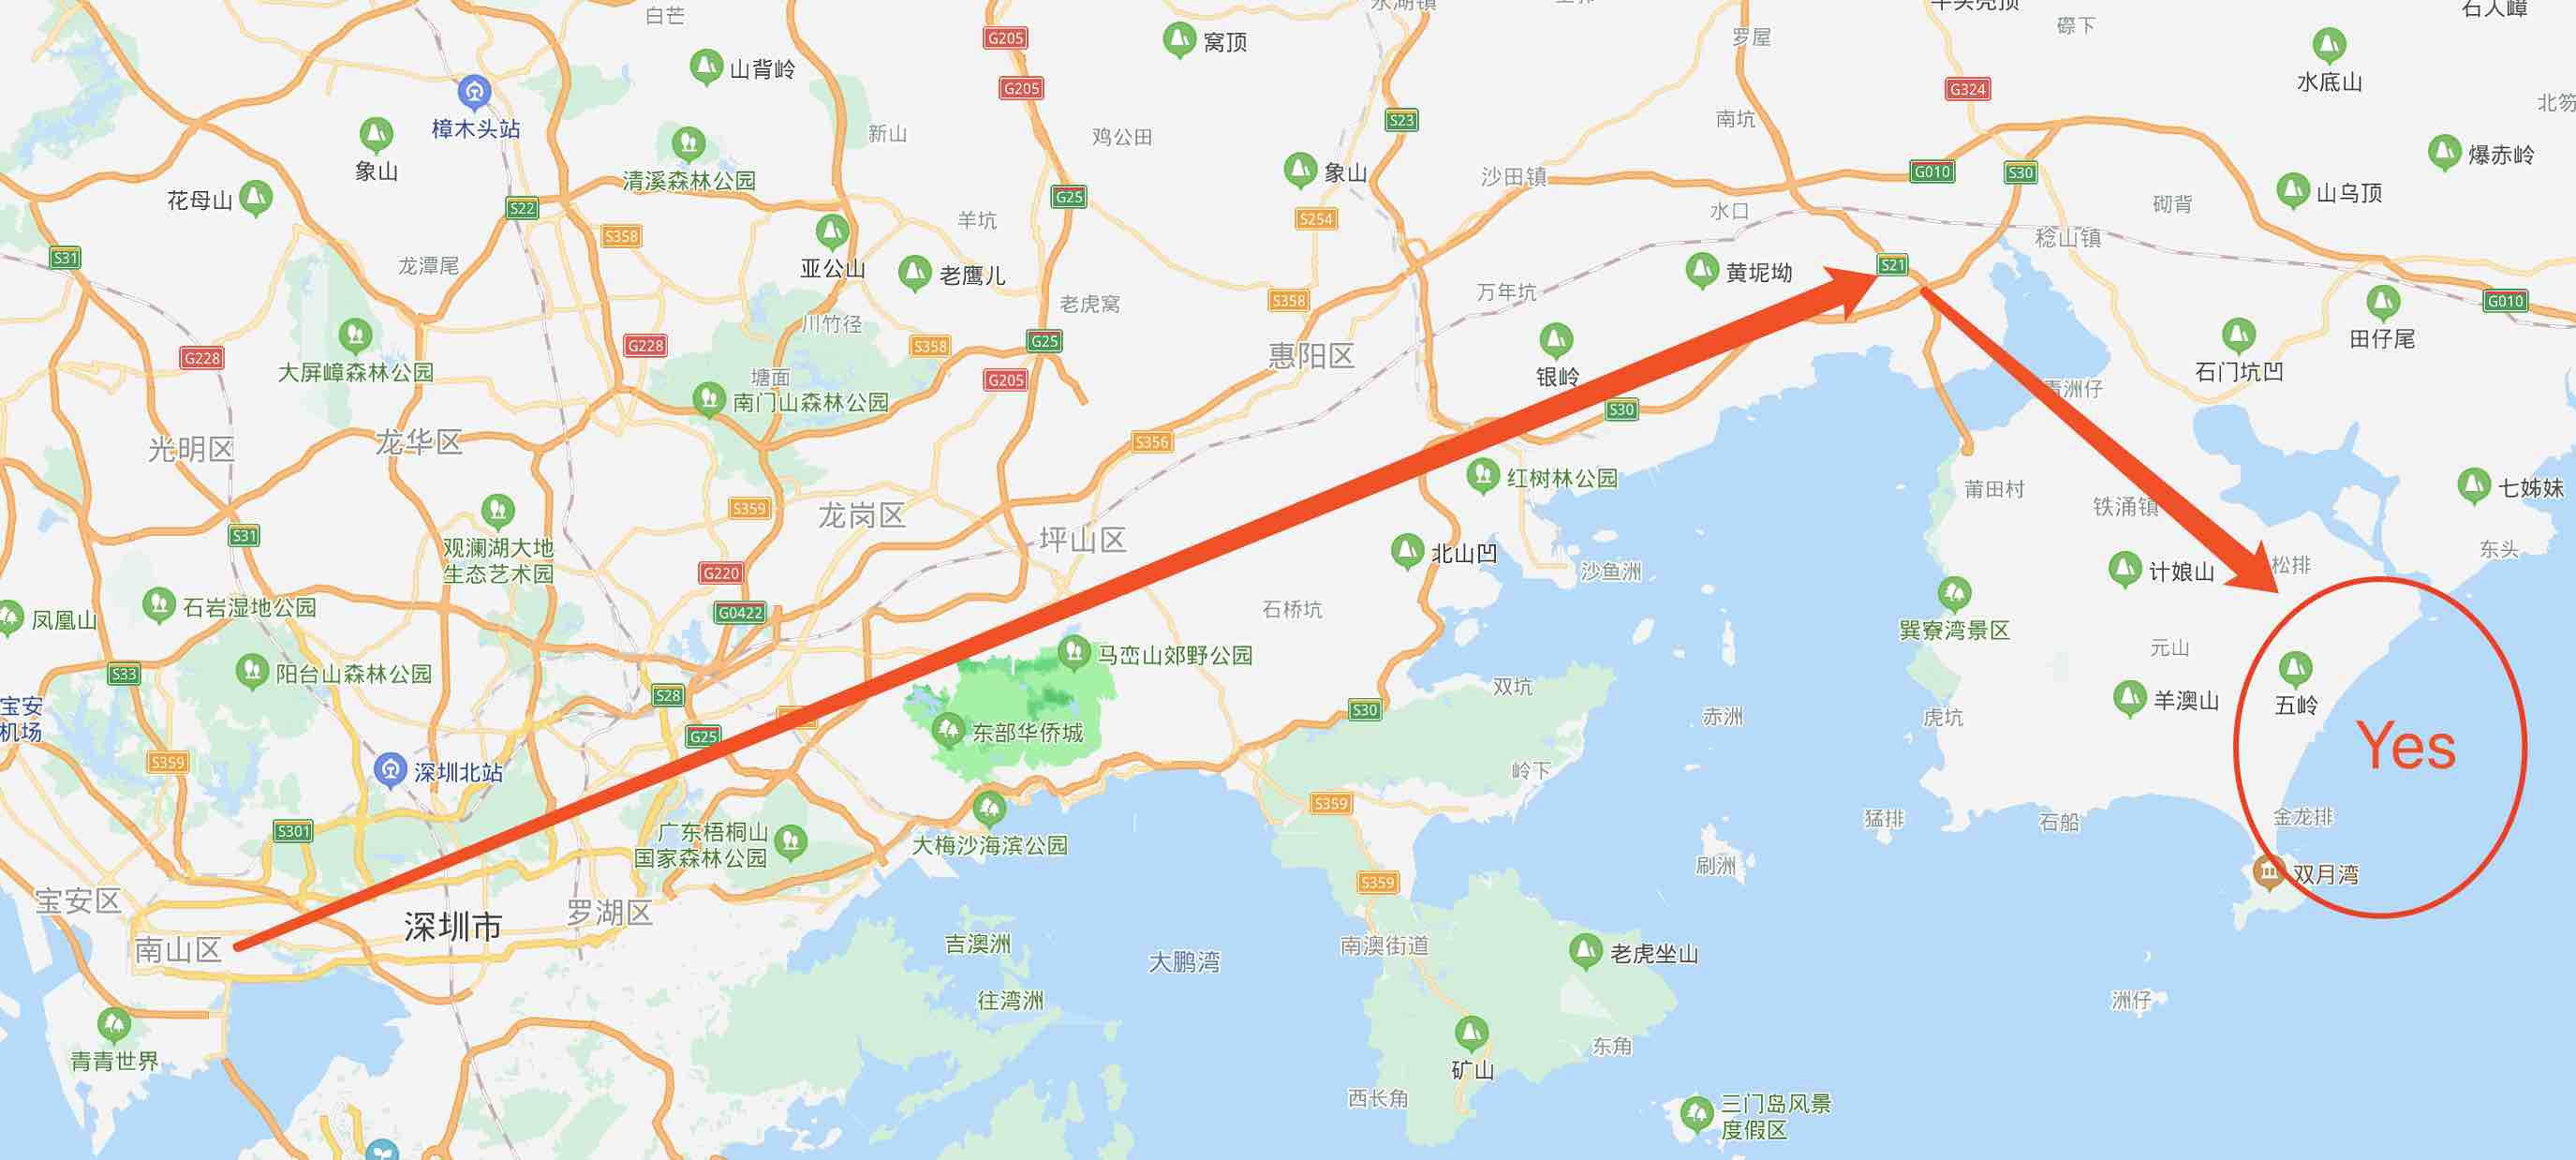 白芒
G205
窝顶
罗屋
磜下
石人嶂
山背岭
G205
水底山
樟木头站
新山
鸡公田
S23
南坑
G324
象山
清溪森林公园
象山
沙田镇
G010
S30
爆赤岭
花母山
S22
G25
水口
山乌顶
砌背
S358
羊坑
S254
稔山镇
S31
龙潭尾
亚公山
老鹰儿
老虎窝
S358
万年坑
黄坭坳
S21
G010
川竹径
田仔尾
G228
大屏嶂森林公园
G228
S358
G25
惠阳区
银岭
石门坑凹
塘面
G205
南门山森林公园
洲仔
S30
光明区
龙华区
S356
红树林公园
莆田村
七姊妹
S359
龙岗区
铁涌镇
S31
观澜湖大地
生态艺术园
坪山区
北山凹
东头
G220
沙鱼洲
计娘山
松排
凤凰山
石岩湿地公园
G0422
石桥坑
巽寮湾景区
阳台山森林公园
马峦山郊野公园
元山
S33
S28
双坑
羊澳山
五岭
宝安
机场
G25
东部华侨城
S30
赤洲
虎坑
Yes
S359
深圳北站
岭下
S301
广东梧桐山
国家森林公园
大梅沙海滨公园
S359
猛排
石船
金龙排
刷洲
双月湾
宝安区
S359
深圳市
罗湖区
南山区
吉澳洲
大鹏湾
南澳街道
老虎坐山
往湾洲
洲仔
青青世界
矿山
东角
西长角
三门岛风景
度假区